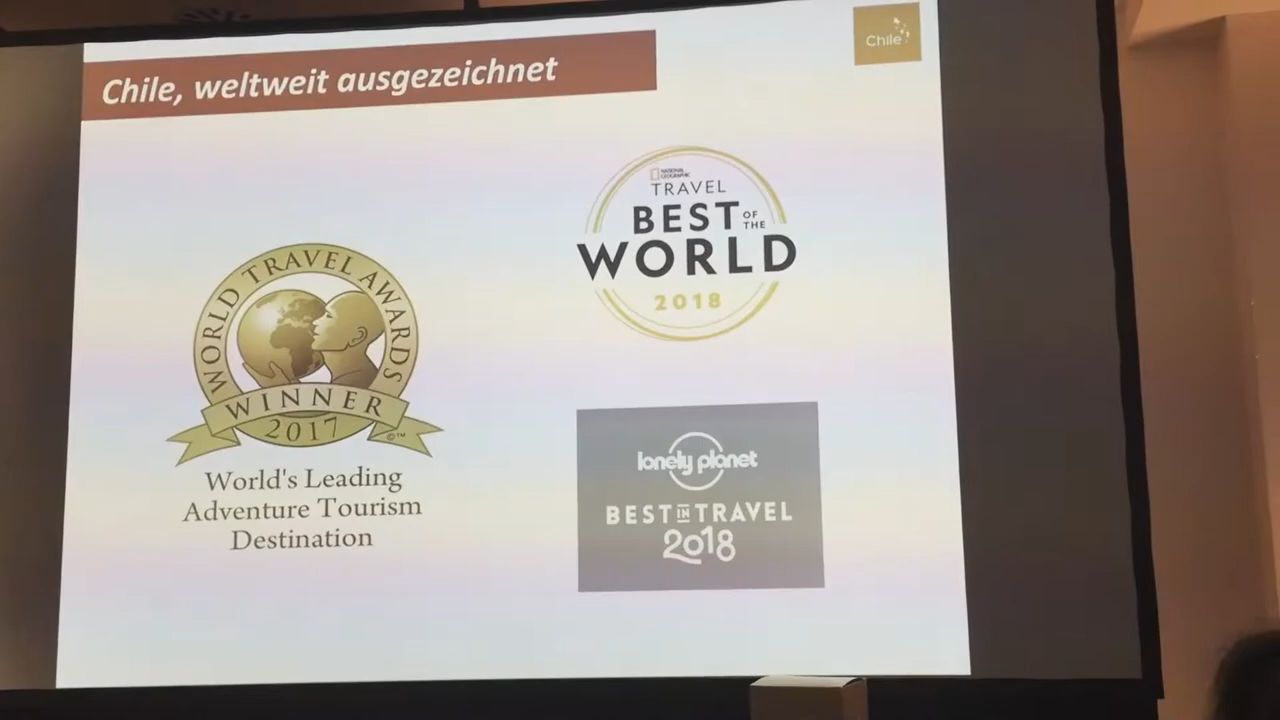 Chile, weltweit ausgezeichnet
Chile
NATIONAL
GEOGRAPHIC
TRAVEL
BEST OF THE
WORLD
2018
WORLD TRAVEL AWARDS
WINNER
2017
©™
World's Leading
Adventure Tourism
Destination
lonely planet
BEST IN TRAVEL
2018